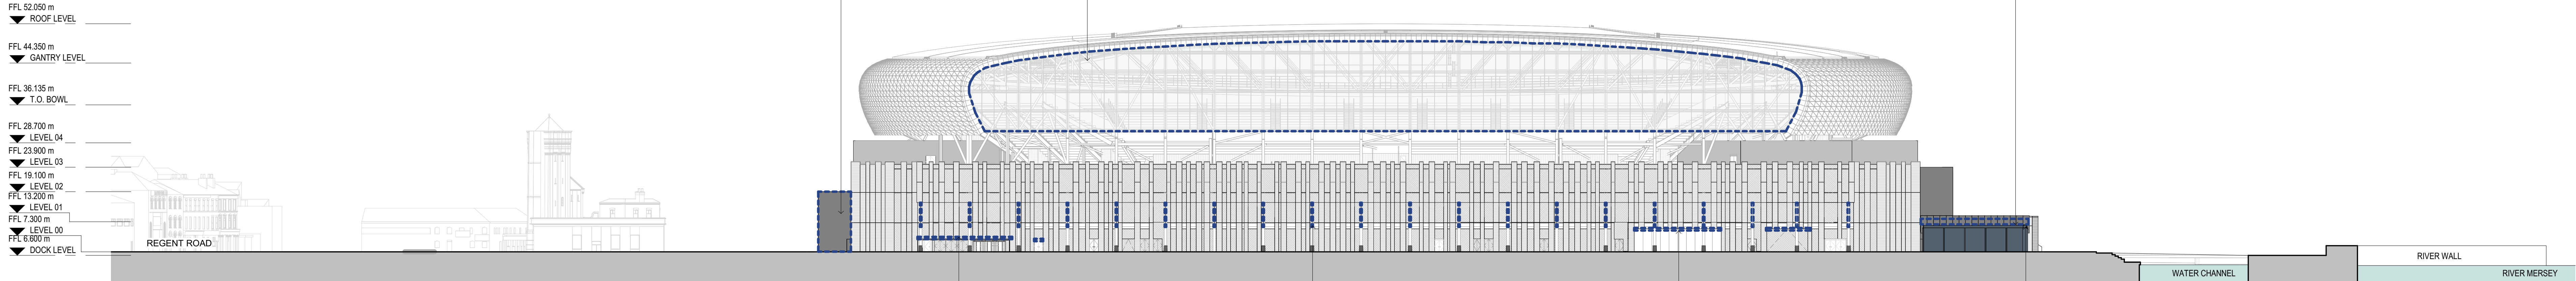 FFL 52.050 m
ROOF LEVEL
FFL 44.350 m
GANTRY LEVEL
FFL 36.135 m
T.O. BOWL
FFL 28.700 m
LEVEL 04
FFL 23.900 m
LEVEL 03
FFL 19.100 m
LEVEL 02
FFL 13.200 m
LEVEL 01
FFL 7.300 m
LEVEL 00
FFL 6.600 m
DOCK LEVEL
REGENT ROAD
RIVER WALL
WATER CHANNEL
RIVER MERSEY